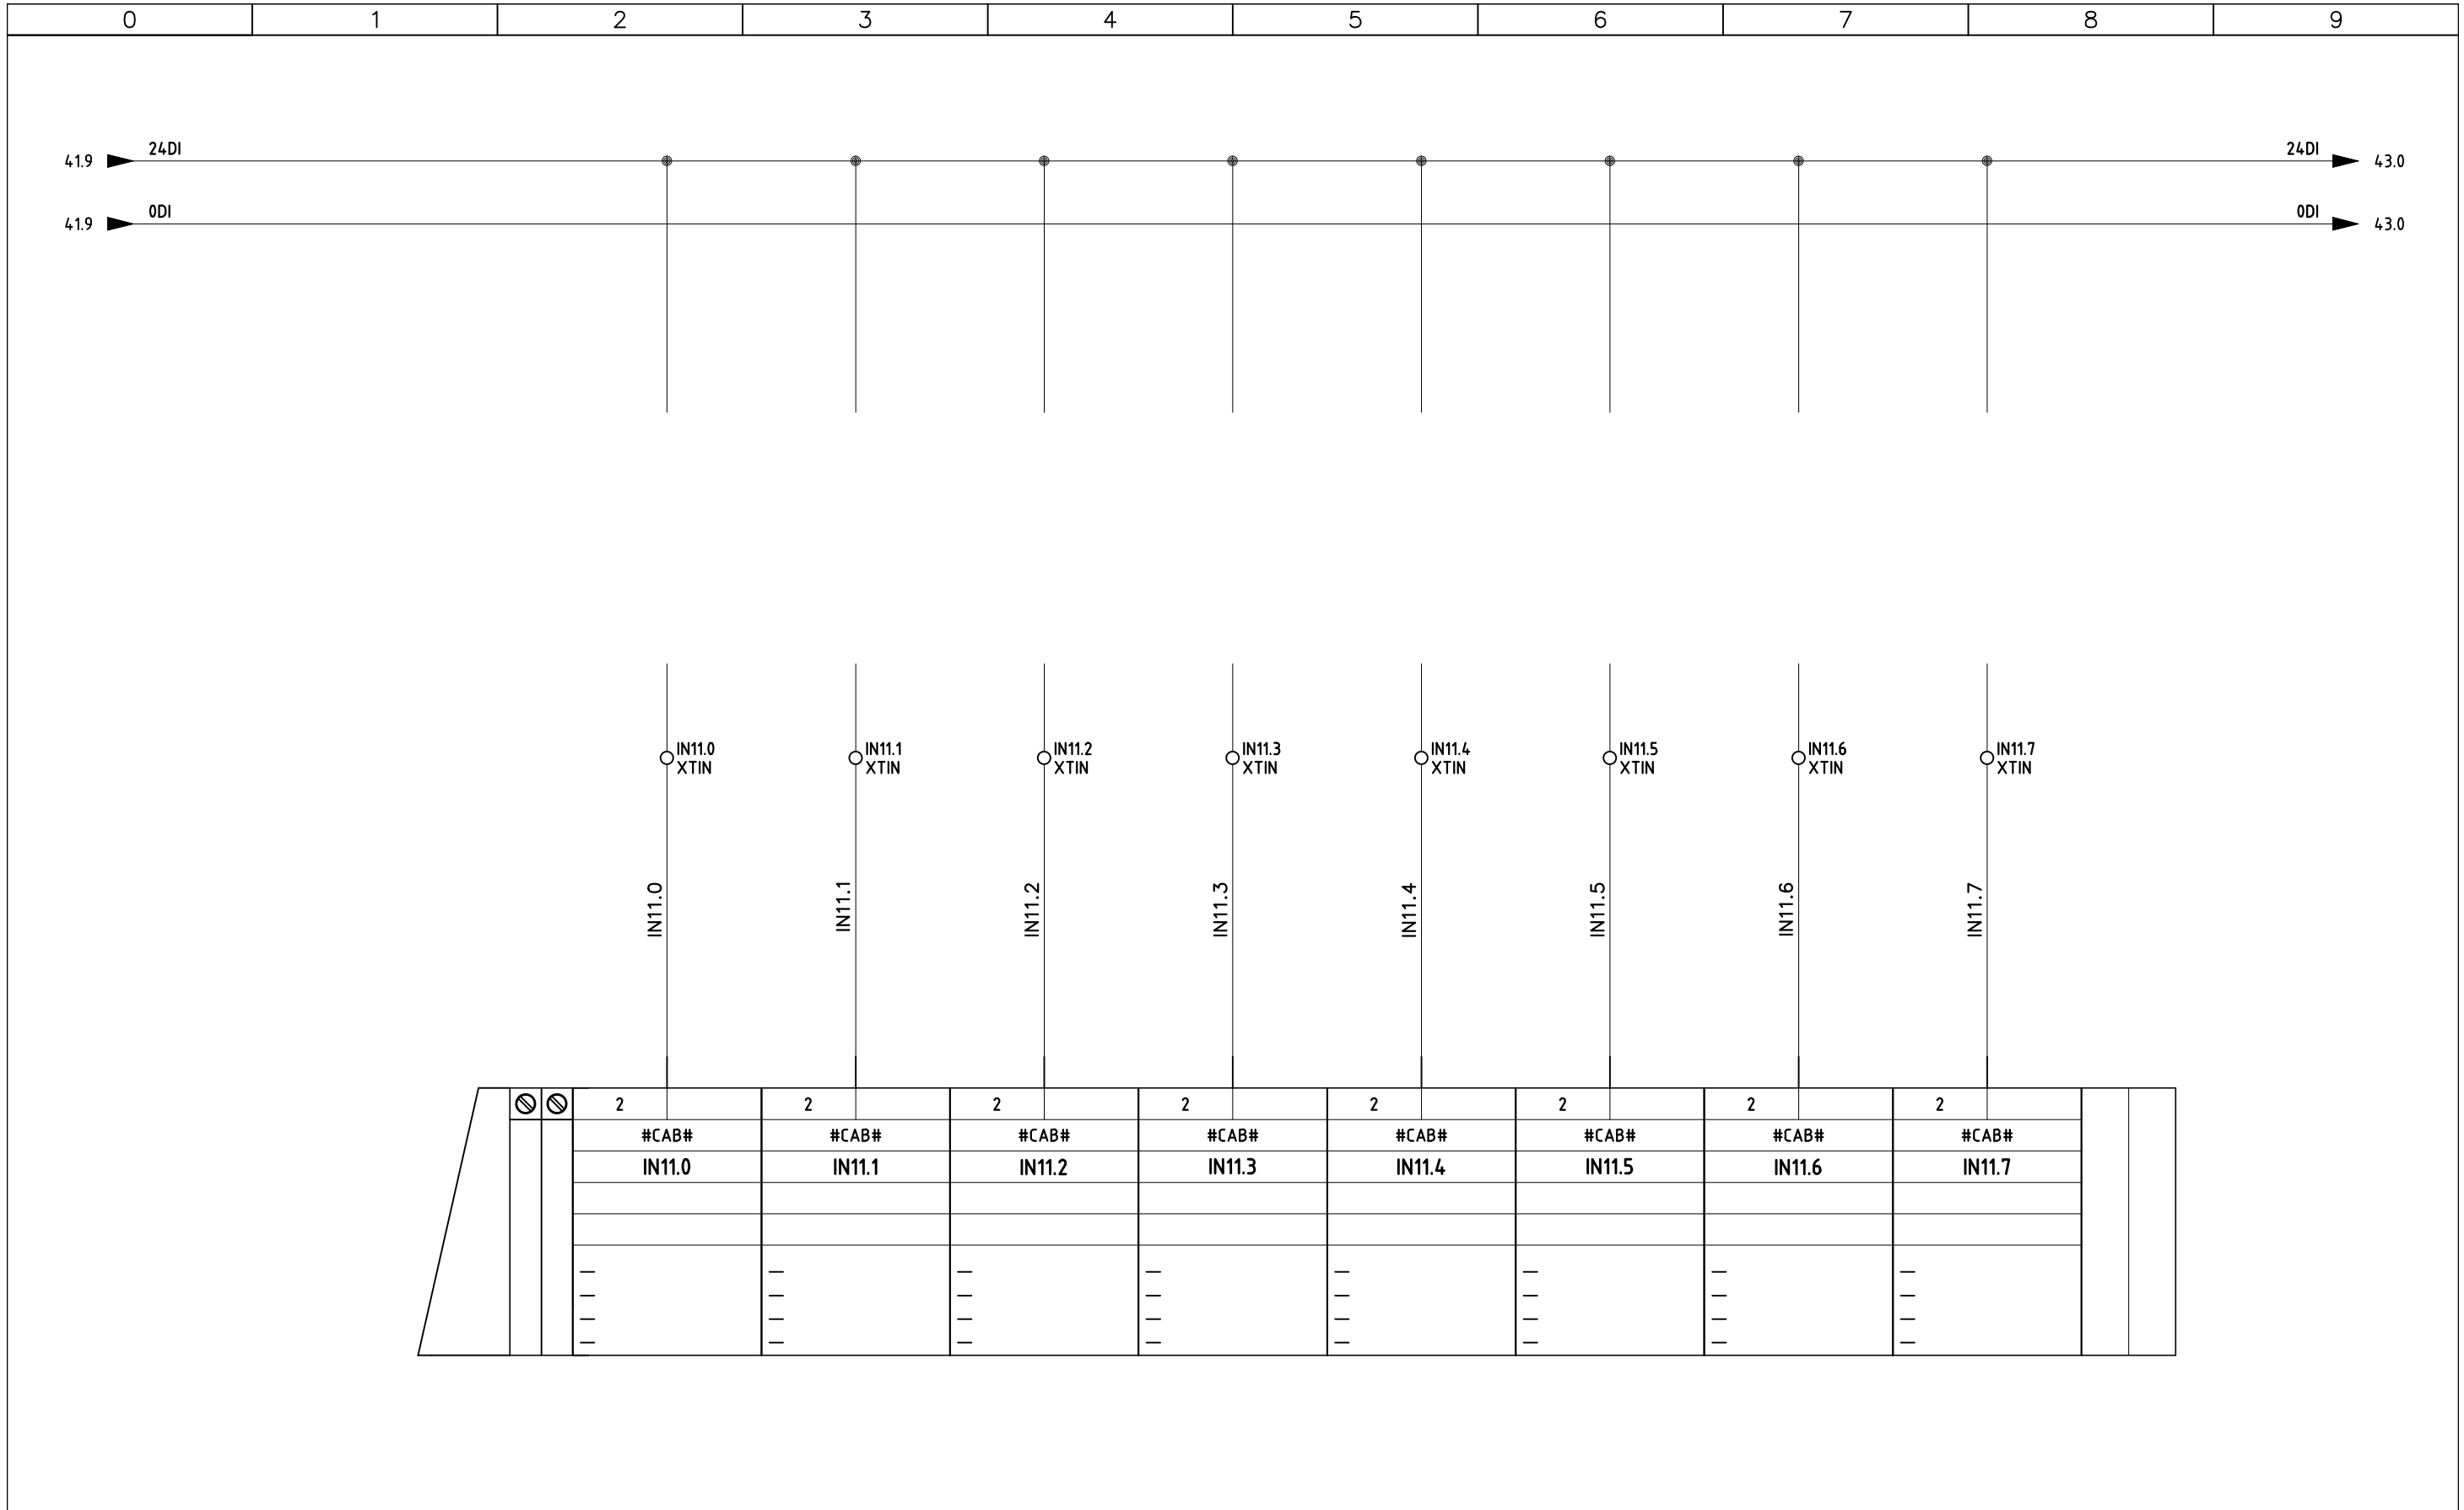 0 1 2 3 4 5 6 7 8 9
24DI 24DI
41.9 43.0
0DI 0DI
41.9 43.0
IN11.0 IN11.1 IN11.2 IN11.3 IN11.4 IN11.5 IN11.6 IN11.7
XTIN XTIN XTIN XTIN XTIN XTIN XTIN XTIN
IN11.0 IN11.1 IN11.2 IN11.3 IN11.4 IN11.5 IN11.6 IN11.7
2 2 2 2 2 2 2 2
#CAB# #CAB# #CAB# #CAB# #CAB# #CAB# #CAB# #CAB#
IN11.0 IN11.1 IN11.2 IN11.3 IN11.4 IN11.5 IN11.6 IN11.7